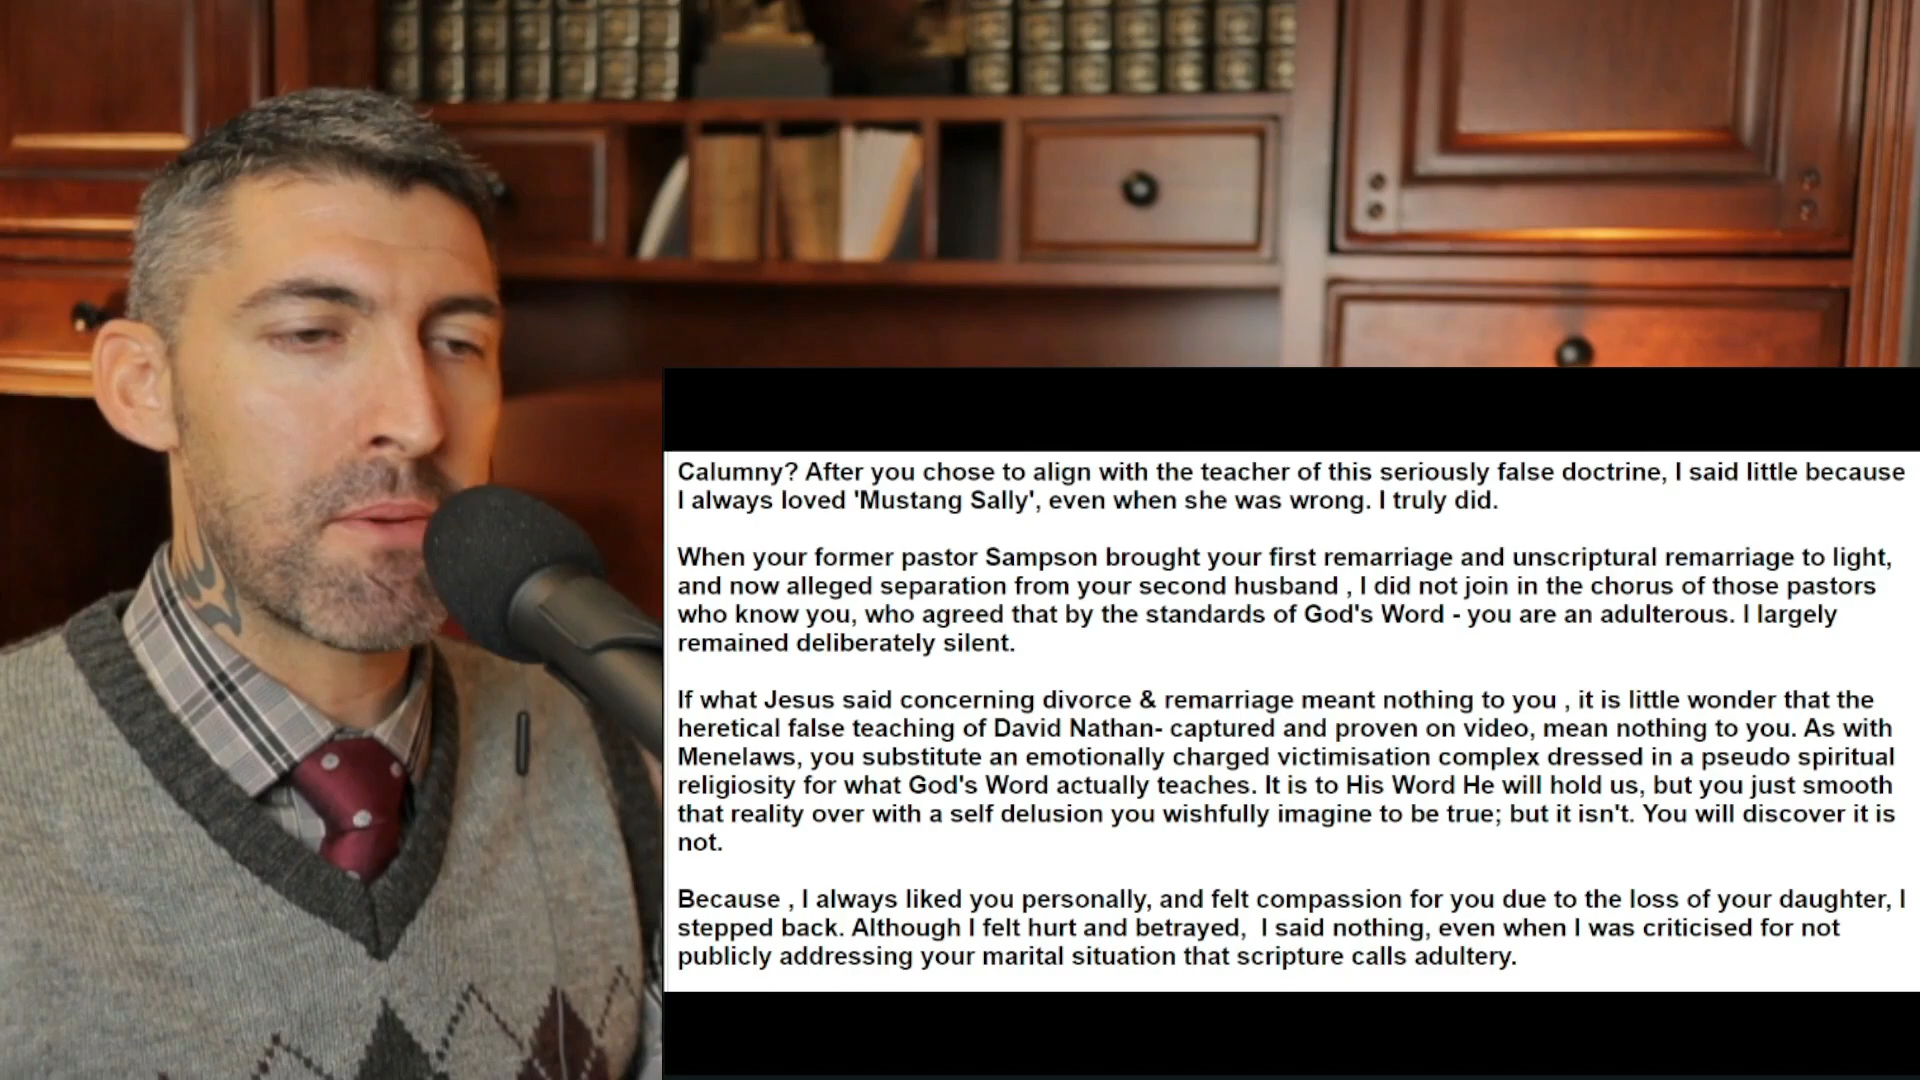 Calumny? After you chose to align with the teacher of this seriously false doctrine, I said little because
I always loved 'Mustang Sally', even when she was wrong. I truly did.
When your former pastor Sampson brought your first remarriage and unscriptural remarriage to light,
and now alleged separation from your second husband , I did not join in the chorus of those pastors
who know you, who agreed that by the standards of God's Word - you are an adulterous. I largely
remained deliberately silent.
If what Jesus said concerning divorce & remarriage meant nothing to you , it is little wonder that the
heretical false teaching of David Nathan- captured and proven on video, mean nothing to you. As with
Menelaws, you substitute an emotionally charged victimisation complex dressed in a pseudo spiritual
religiosity for what God's Word actually teaches. It is to His Word He will hold us, but you just smooth
that reality over with a self delusion you wishfully imagine to be true; but it isn't. You will discover it is
not.
Because , I always liked you personally, and felt compassion for you due to the loss of your daughter, I
stepped back. Although I felt hurt and betrayed,  I said nothing, even when I was criticised for not
publicly addressing your marital situation that scripture calls adultery.